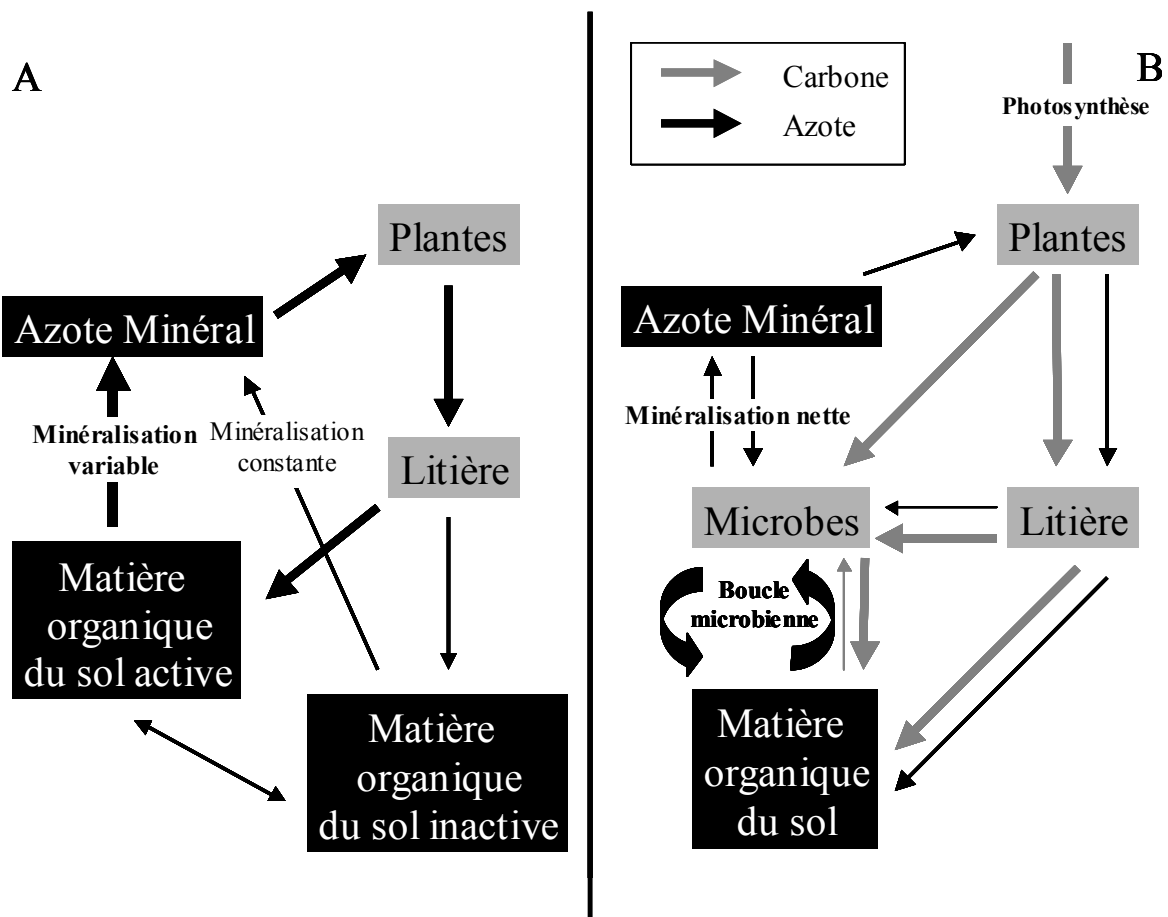 A
Plantes
Azote Minéral
Minéralisation
variable
Minéralisation
constante
Litière
Matière
organique
du sol active
Matière
organique
du sol inactive
Carbone
Azote
B
Photosynthèse
Plantes
Azote Minéral
Minéralisation nette
Microbes
Litière
Boucle
microbienne
Matière
organique
du sol